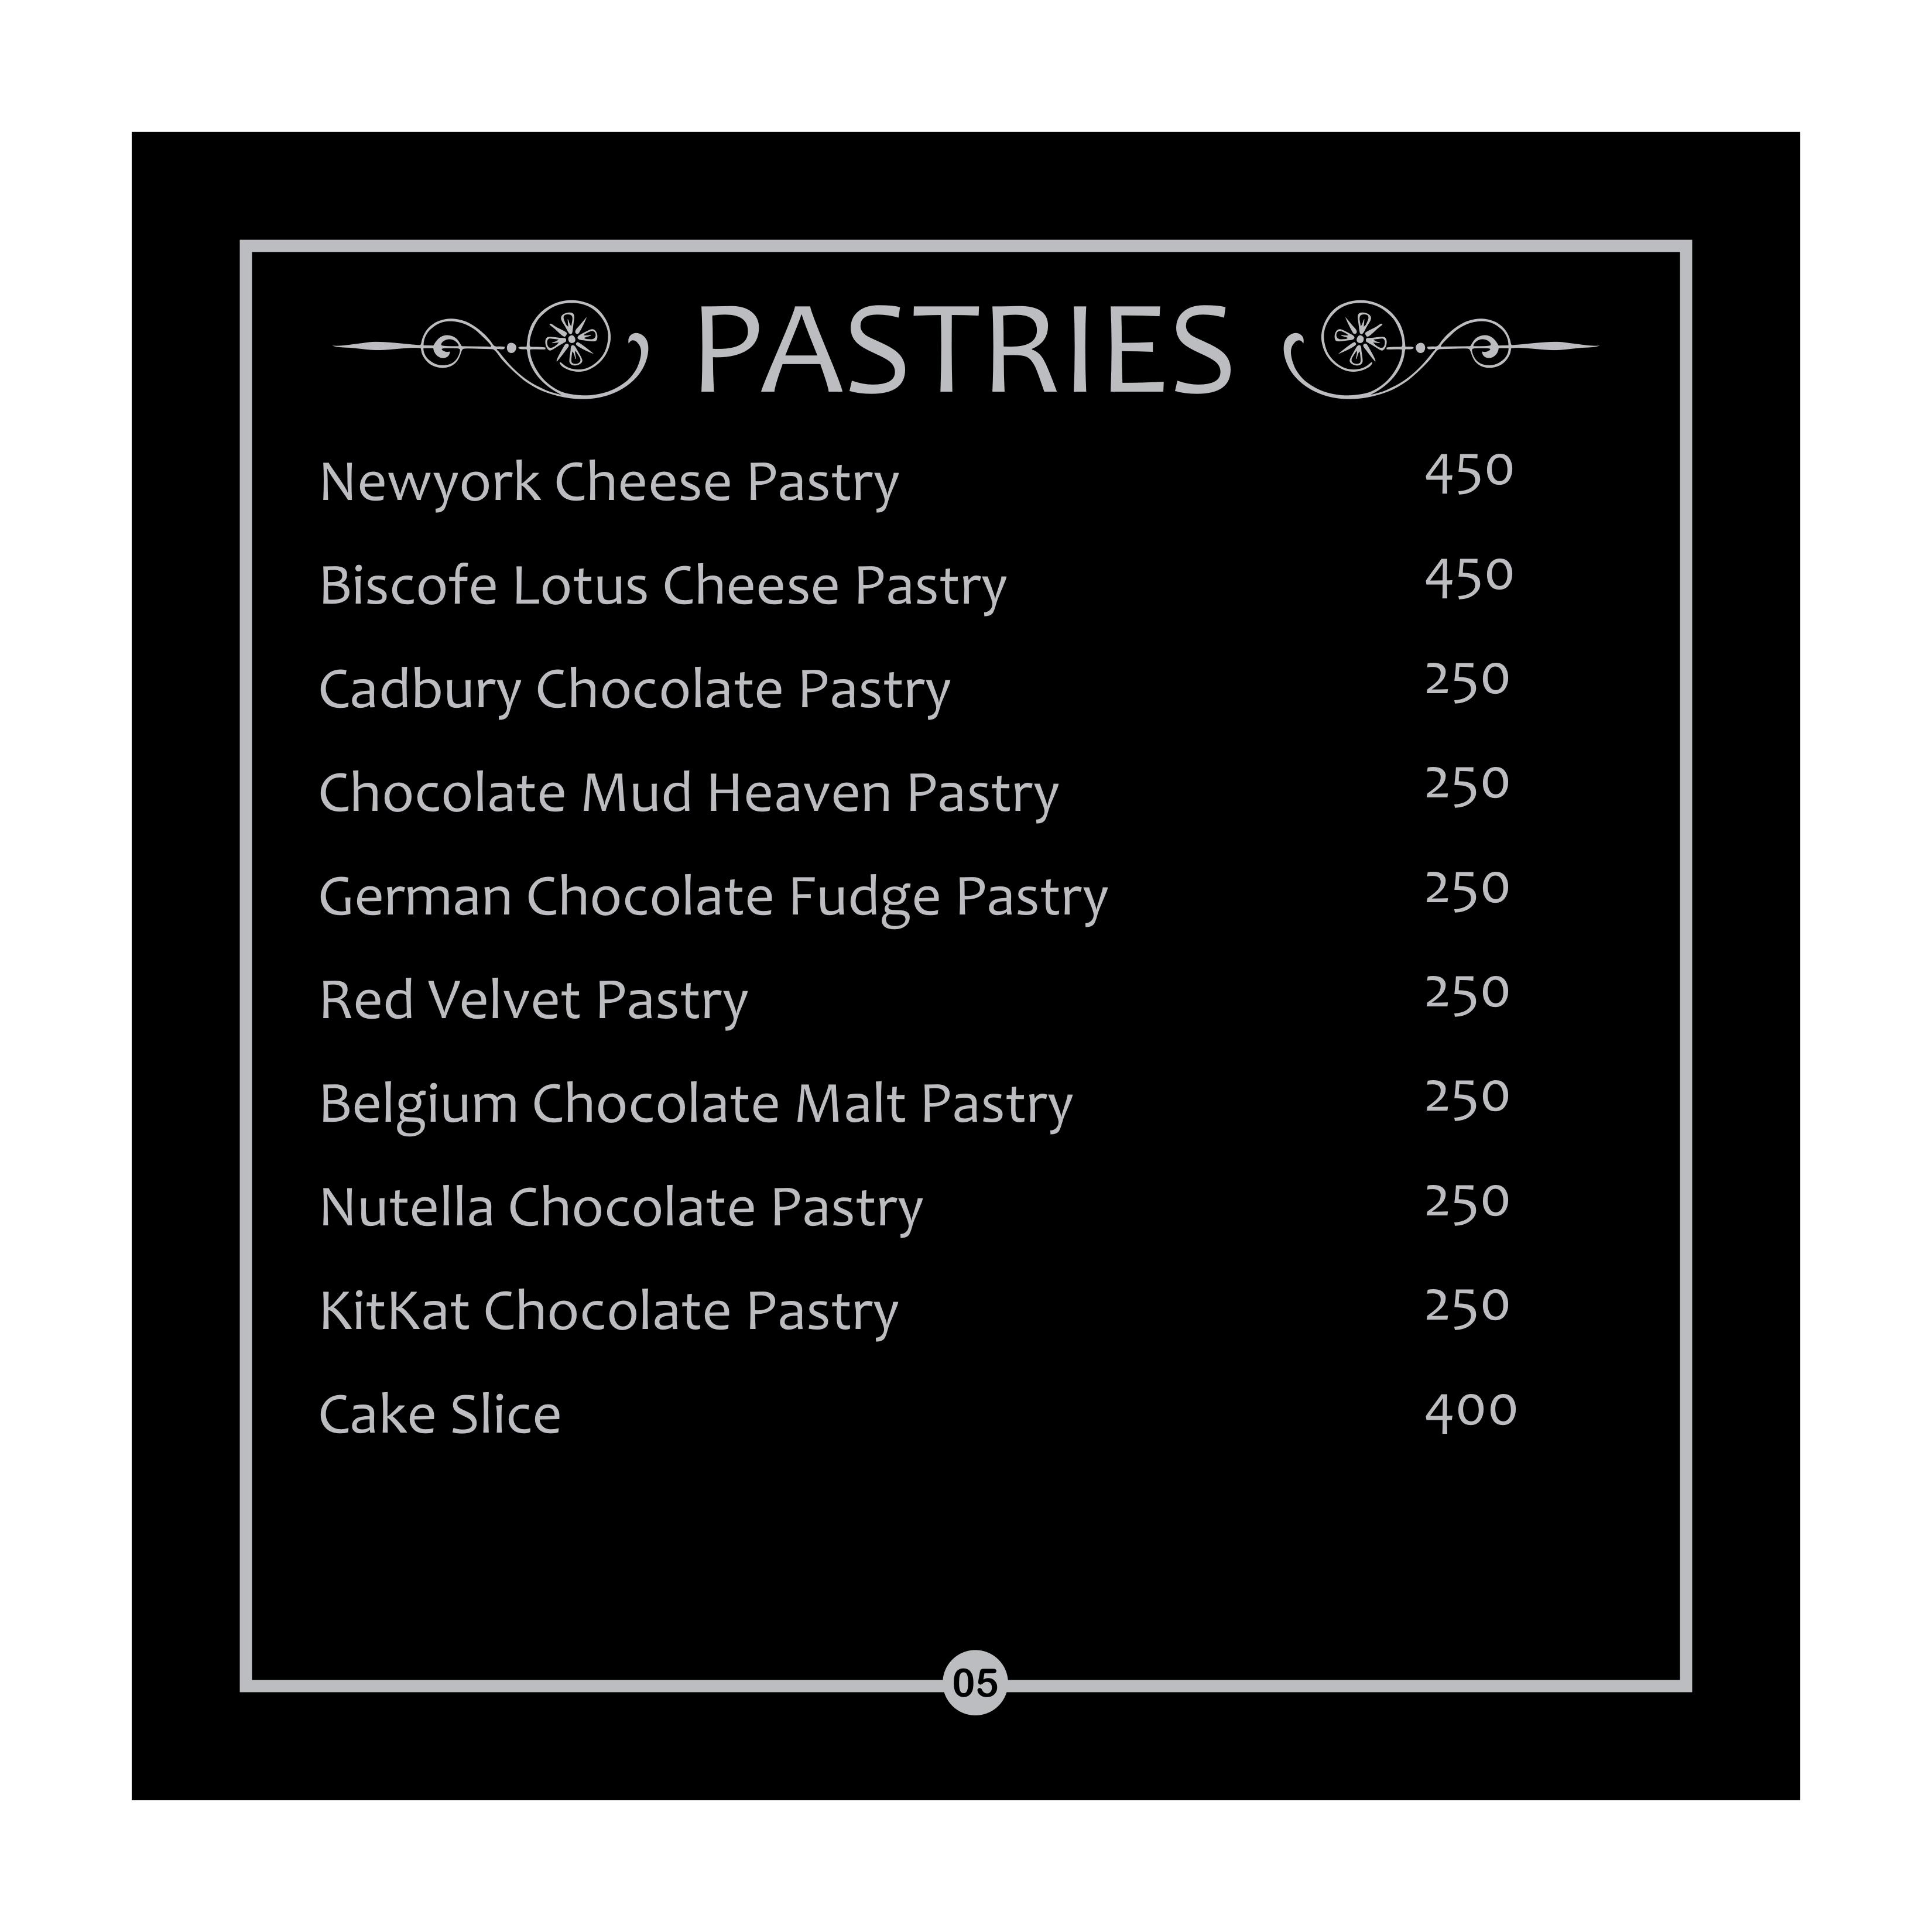 PASTRIES
Newyork Cheese Pastry 450
Biscofe Lotus Cheese Pastry 450
Cadbury Chocolate Pastry 250
Chocolate Mud Heaven Pastry 250
German Chocolate Fudge Pastry 250
Red Velvet Pastry 250
Belgium Chocolate Malt Pastry 250
Nutella Chocolate Pastry 250
KitKat Chocolate Pastry 250
Cake Slice 400
05